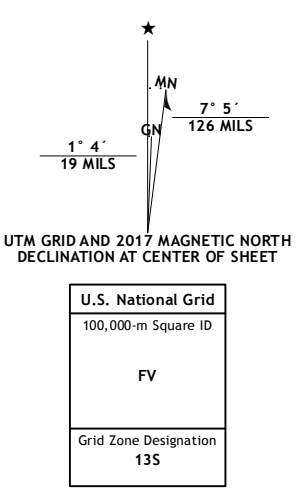 ★
MN
7° 5´
126 MILS
GN
1° 4´
19 MILS
UTM GRID AND 2017 MAGNETIC NORTH
DECLINATION AT CENTER OF SHEET
U.S. National Grid
100,000-m Square ID
FV
Grid Zone Designation
13S